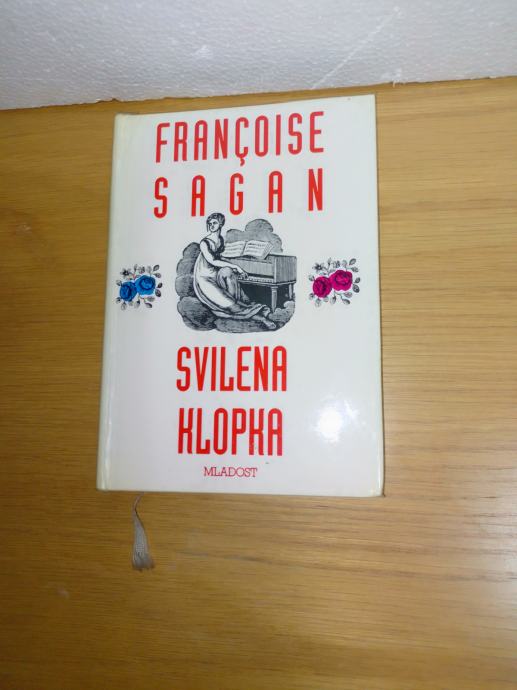 FRANÇOISE
SAGAN
SVILENA
KLOPKA
MLADOST